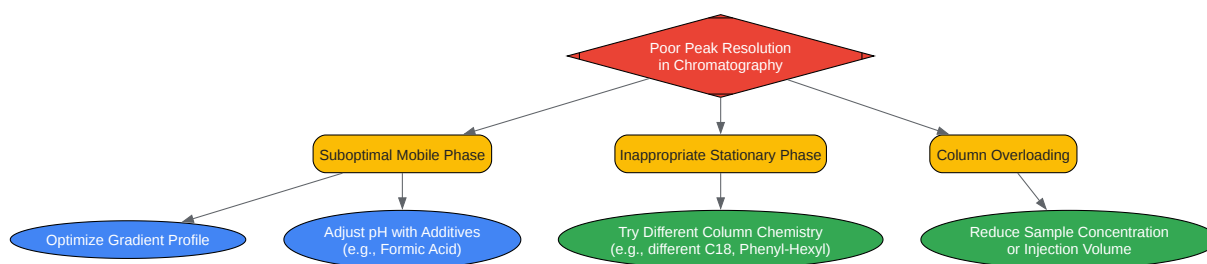 Poor Peak Resolution
in Chromatography
Suboptimal Mobile Phase
Inappropriate Stationary Phase
Column Overloading
Optimize Gradient Profile
Adjust pH with Additives
(e.g., Formic Acid)
Try Different Column Chemistry
(e.g., different C18, Phenyl-Hexyl)
Reduce Sample Concentration
or Injection Volume